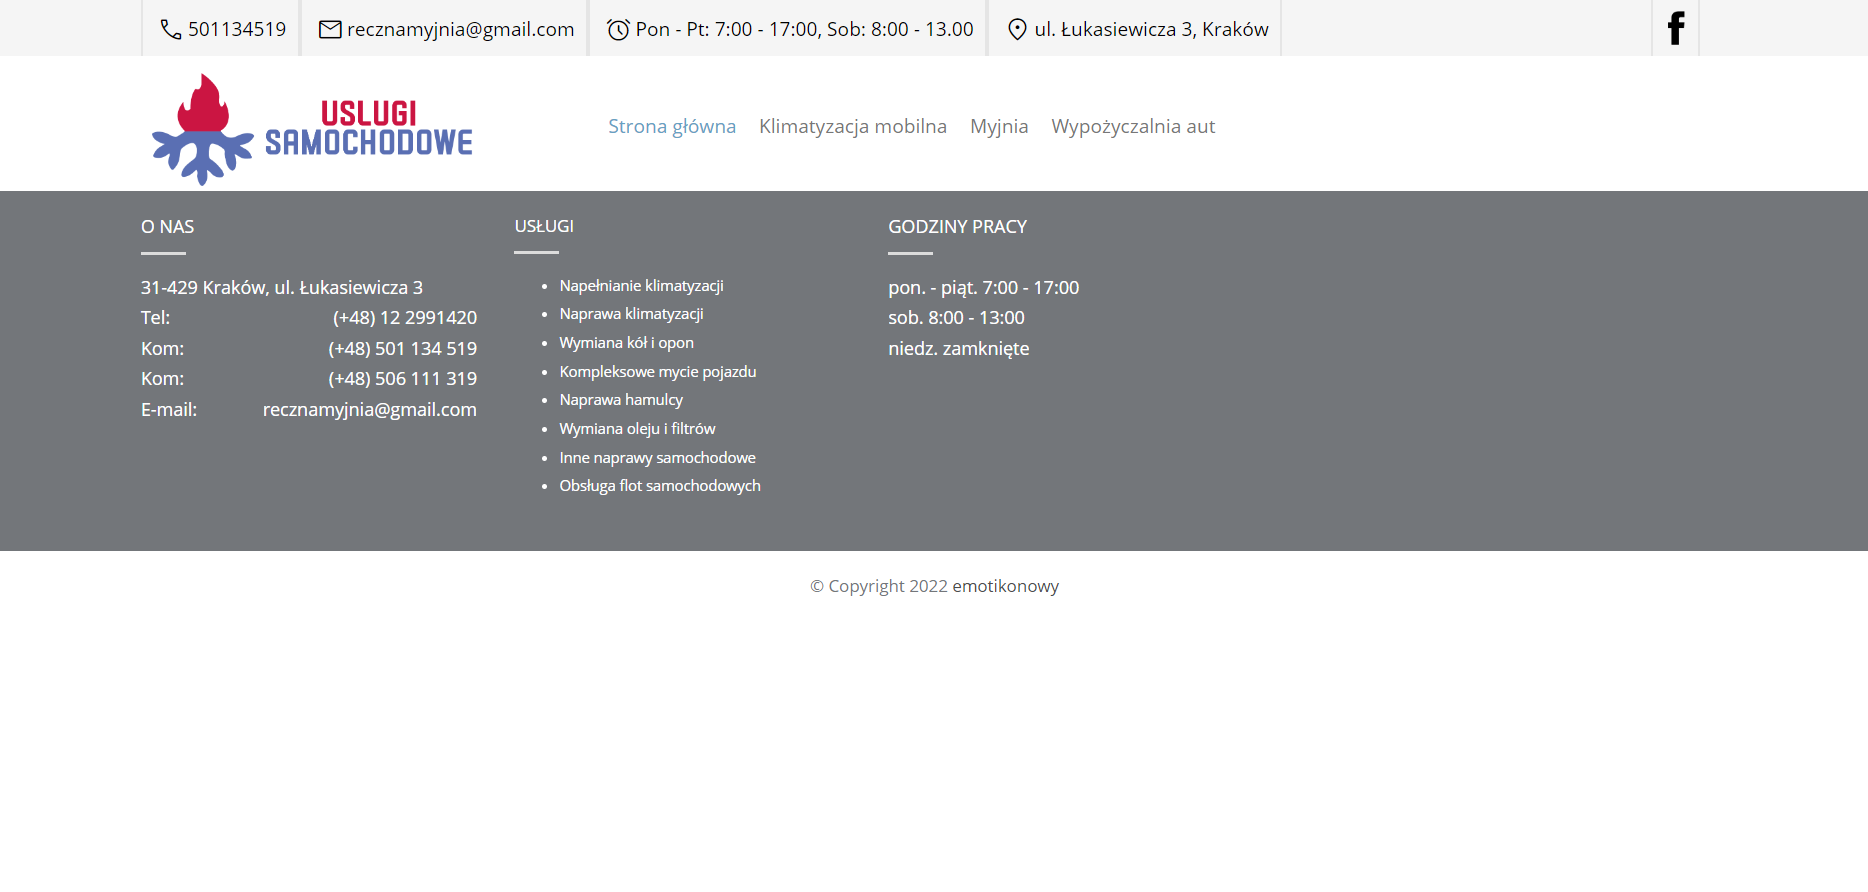 501134519
recznamyjnia@gmail.com
Pon - Pt: 7:00 - 17:00, Sob: 8:00 - 13.00
ul. Łukasiewicza 3, Kraków
USLUGI
SAMOCHODOWE
Strona główna
Klimatyzacja mobilna
Myjnia
Wypożyczalnia aut
O NAS
31-429 Kraków, ul. Łukasiewicza 3
Tel: (+48) 12 2991420
Kom: (+48) 501 134 519
Kom: (+48) 506 111 319
E-mail: recznamyjnia@gmail.com
USŁUGI
Napełnianie klimatyzacji
Naprawa klimatyzacji
Wymiana kół i opon
Kompleksowe mycie pojazdu
Naprawa hamulcy
Wymiana oleju i filtrów
Inne naprawy samochodowe
Obsługa flot samochodowych
GODZINY PRACY
pon. - piąt. 7:00 - 17:00
sob. 8:00 - 13:00
niedz. zamknięte
© Copyright 2022 emotikonowy